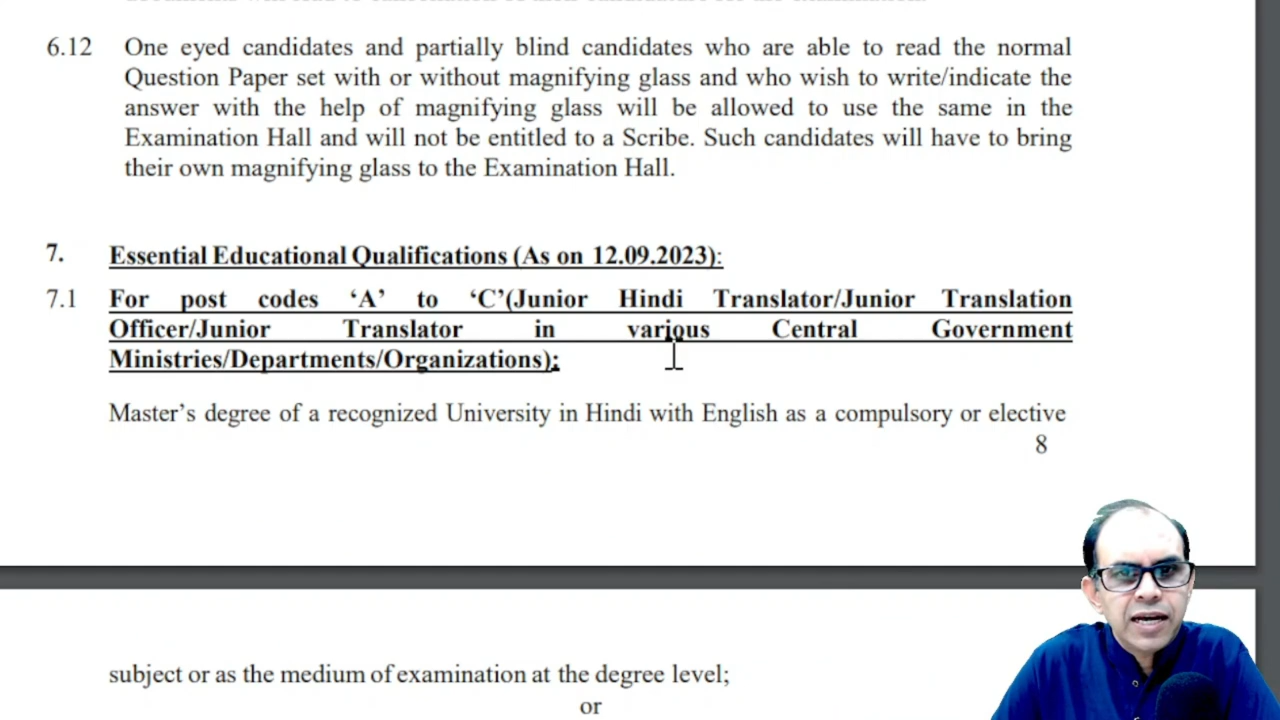 6.12 One eyed candidates and partially blind candidates who are able to read the normal
Question Paper set with or without magnifying glass and who wish to write/indicate the
answer with the help of magnifying glass will be allowed to use the same in the
Examination Hall and will not be entitled to a Scribe. Such candidates will have to bring
their own magnifying glass to the Examination Hall.
7. Essential Educational Qualifications (As on 12.09.2023):
7.1 For post codes ‘A’ to ‘C’(Junior Hindi Translator/Junior Translation
Officer/Junior Translator in various Central Government
Ministries/Departments/Organizations):
Master’s degree of a recognized University in Hindi with English as a compulsory or elective
8
subject or as the medium of examination at the degree level;
or